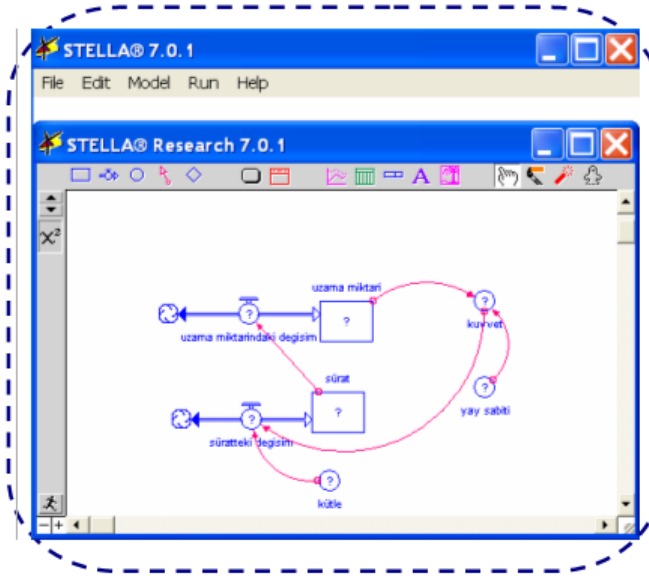 STELLA® 7.0.1
File Edit Model Run Help
STELLA® Research 7.0.1
A
χ²
uzama miktari
?
?
?
uzama miktarindaki degisim
kuvvet
sürat
?
?
?
yay sabiti
süratteki degisim
?
kütle
- +